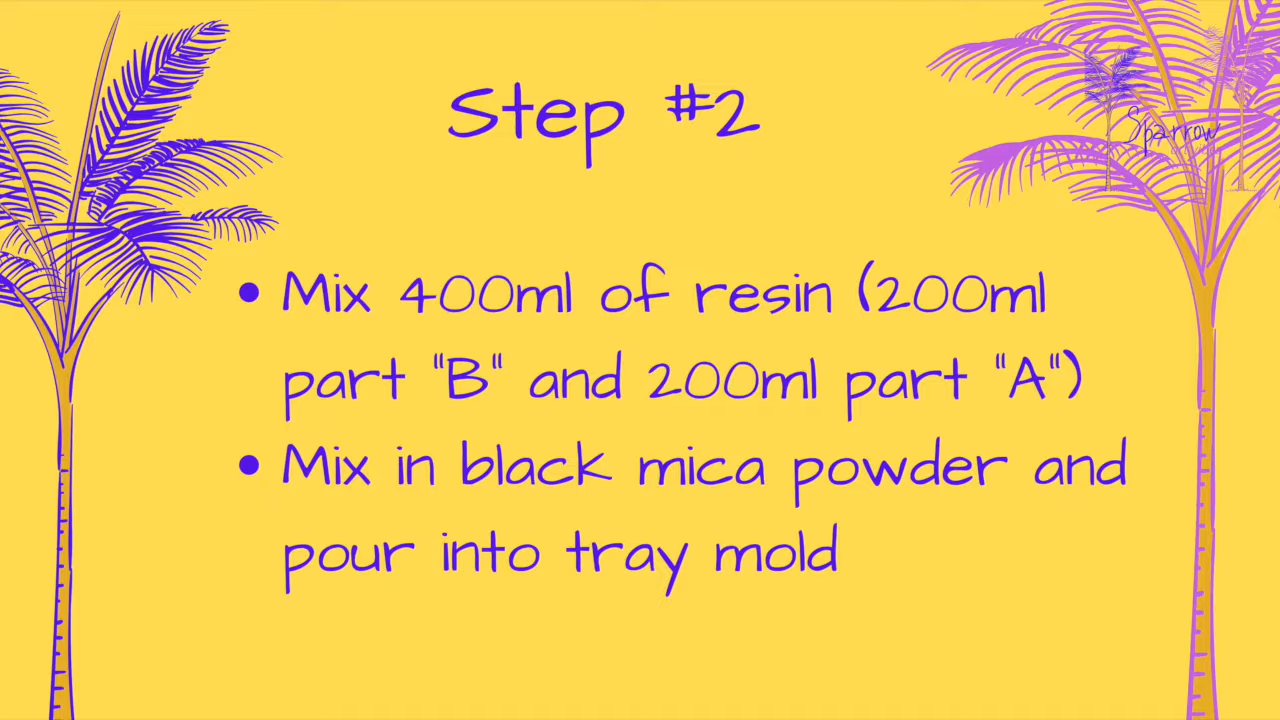 Step #2
• Mix 400ml of resin (200ml
part "B" and 200ml part "A")
• Mix in black mica powder and
pour into tray mold
Sparrow